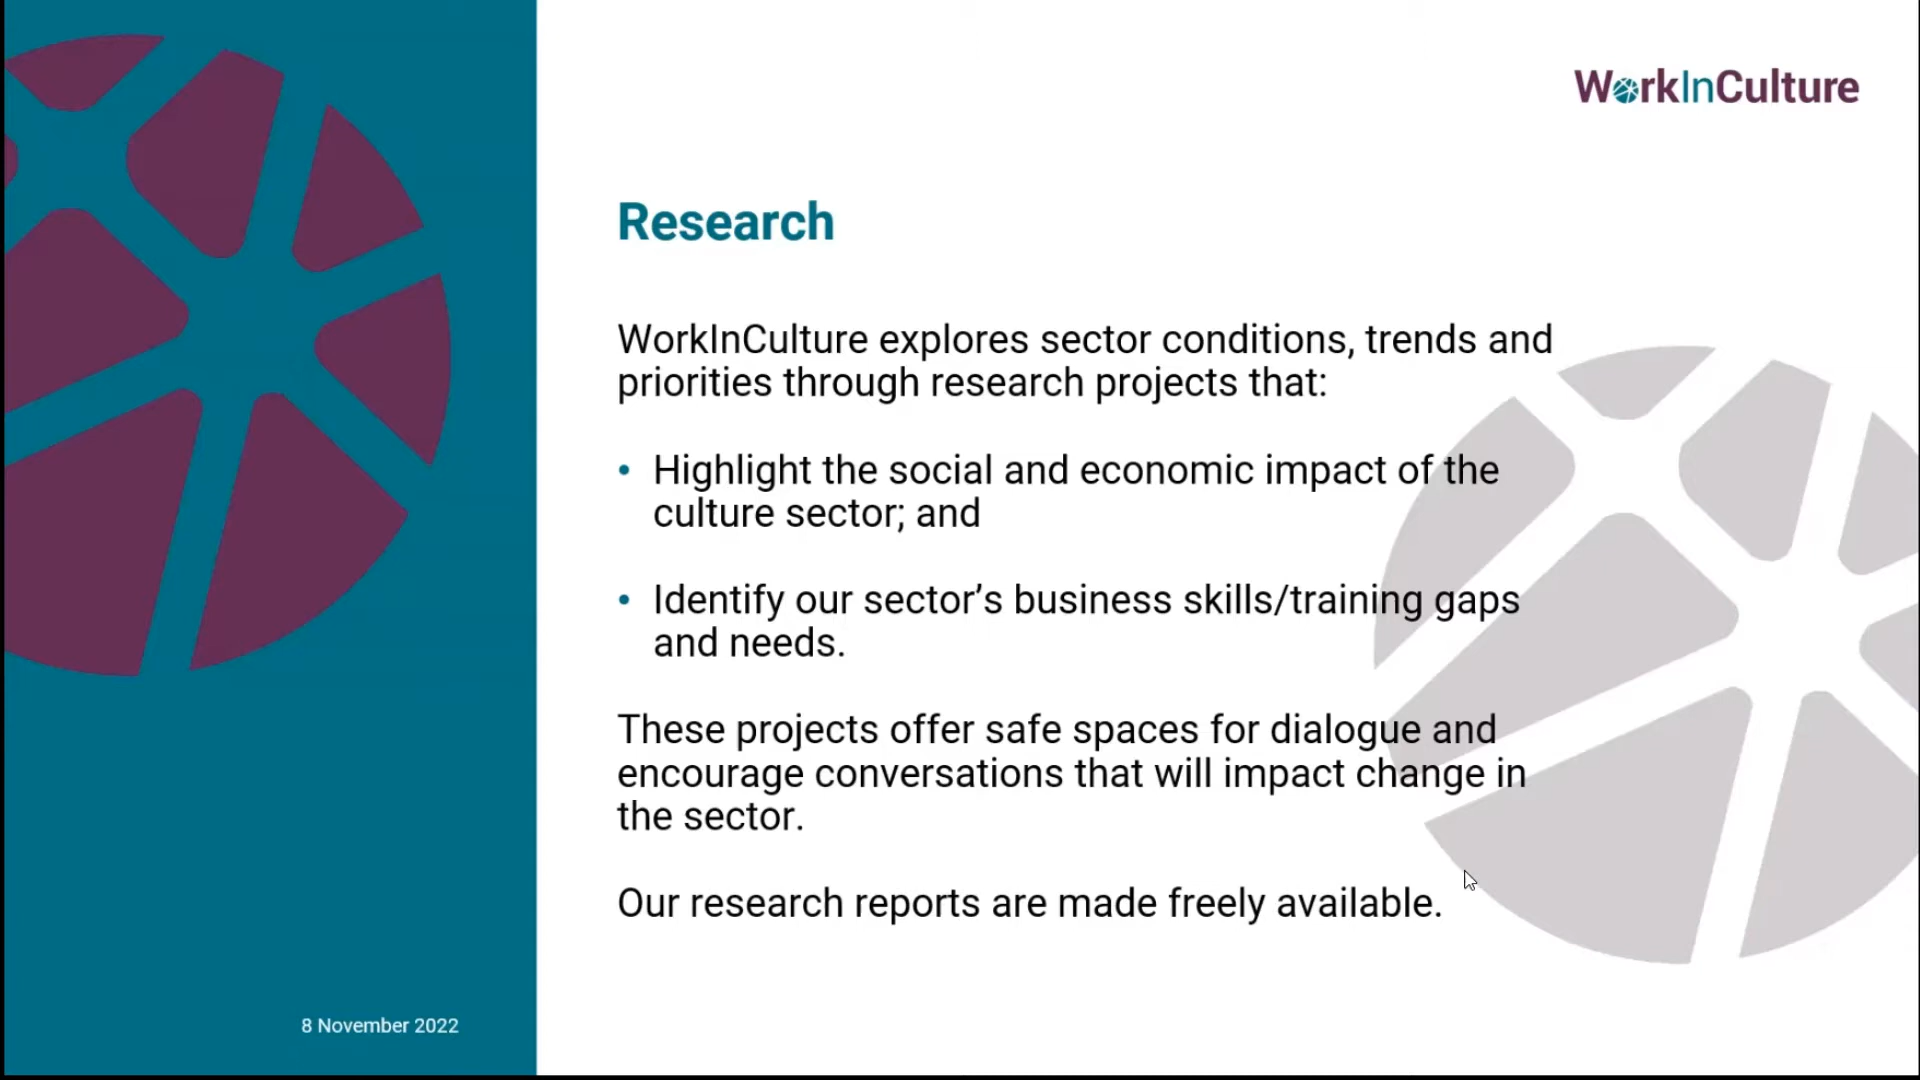 WorkInCulture
Research
WorkInCulture explores sector conditions, trends and
priorities through research projects that:
• Highlight the social and economic impact of the
culture sector; and
• Identify our sector’s business skills/training gaps
and needs.
These projects offer safe spaces for dialogue and
encourage conversations that will impact change in
the sector.
Our research reports are made freely available.
8 November 2022